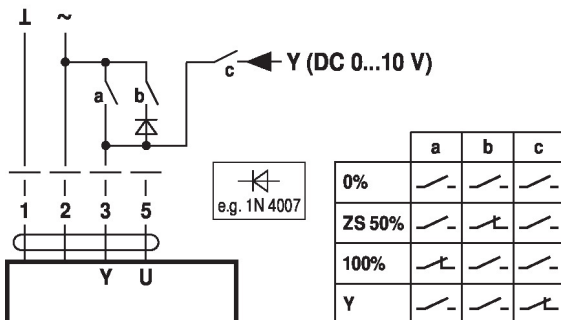 ⊥ ~
a b c Y (DC 0...10 V)
1 2 3 5
Y U
e.g. 1N 4007
a b c
0%
ZS 50%
100%
Y